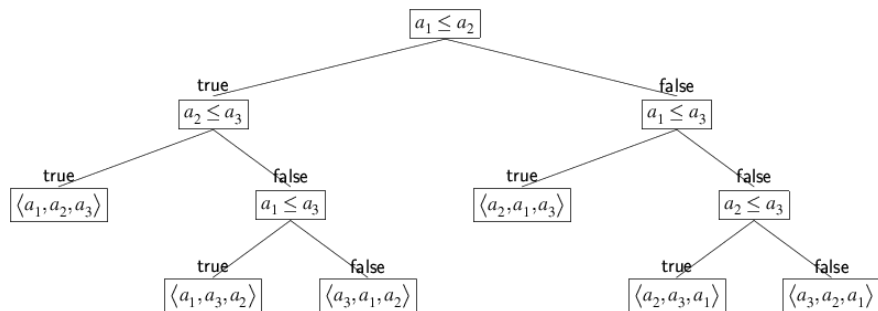 a₁ ≤ a₂
true false
a₂ ≤ a₃ a₁ ≤ a₃
true false true false
⟨a₁,a₂,a₃⟩ a₁ ≤ a₃ ⟨a₂,a₁,a₃⟩ a₂ ≤ a₃
true false true false
⟨a₁,a₃,a₂⟩ ⟨a₃,a₁,a₂⟩ ⟨a₂,a₃,a₁⟩ ⟨a₃,a₂,a₁⟩